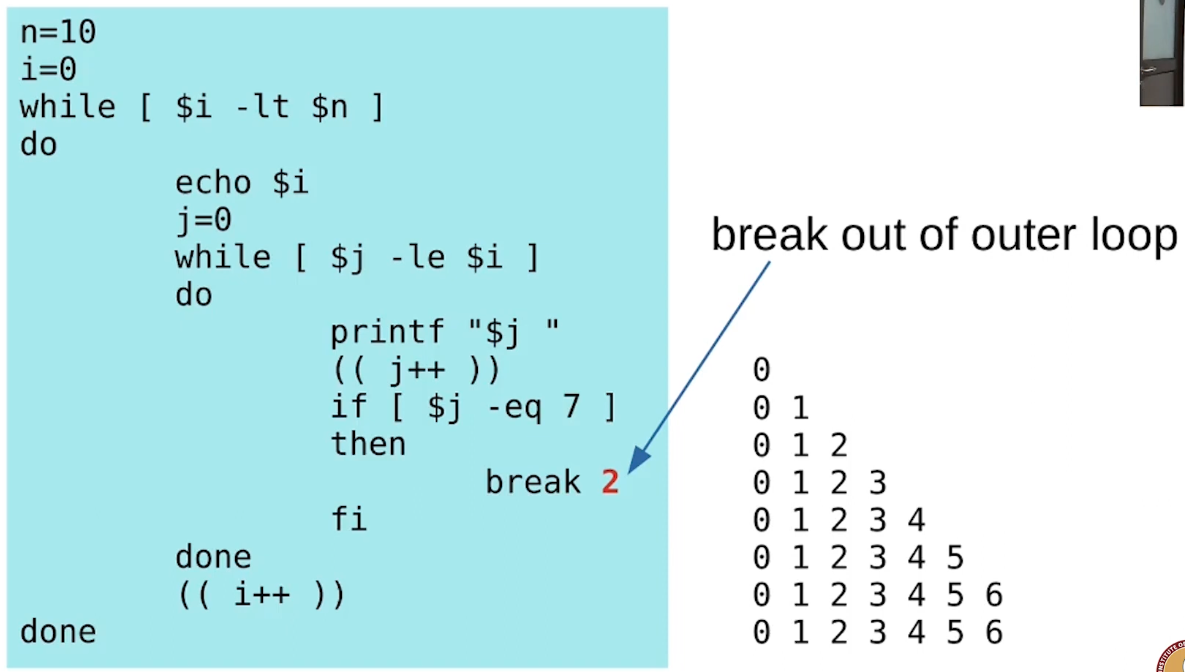 n=10
i=0
while [ $i -lt $n ]
do
echo $i
j=0
while [ $j -le $i ]
do
printf "$j "
(( j++ ))
if [ $j -eq 7 ]
then
break 2
fi
done
(( i++ ))
done
break out of outer loop
0
0 1
0 1 2
0 1 2 3
0 1 2 3 4
0 1 2 3 4 5
0 1 2 3 4 5 6
0 1 2 3 4 5 6